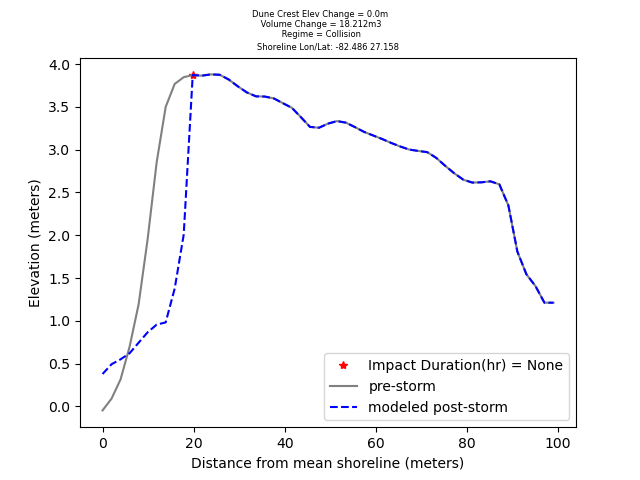 Dune Crest Elev Change = 0.0m
Volume Change = 18.212m3
Regime = Collision
Shoreline Lon/Lat: -82.486 27.158
4.0
3.5
3.0
2.5
2.0
1.5
1.0
0.5
0.0
Elevation (meters)
Impact Duration(hr) = None
pre-storm
modeled post-storm
0 20 40 60 80 100
Distance from mean shoreline (meters)